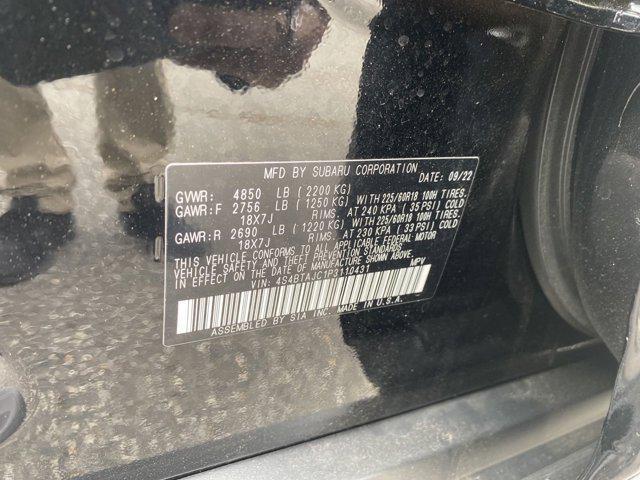 MFD BY SUBARU CORPORATION DATE: 09/22
GVWR: 4850 LB (2200 KG)
GAWR:F 2756 LB (1250 KG) WITH 225/60R18 100H TIRES,
18X7J RIMS, AT 240 KPA (35 PSI) COLD
GAWR:R 2690 LB (1220 KG) WITH 225/60R18 100H TIRES,
18X7J RIMS, AT 230 KPA (33 PSI) COLD
THIS VEHICLE CONFORMS TO ALL APPLICABLE FEDERAL MOTOR
VEHICLE SAFETY AND THEFT PREVENTION STANDARDS
IN EFFECT ON THE DATE OF MANUFACTURE SHOWN ABOVE.
VIN: 4S4BTAJC1P3110431 MPV
ASSEMBLED BY SIA INC. MADE IN U.S.A.